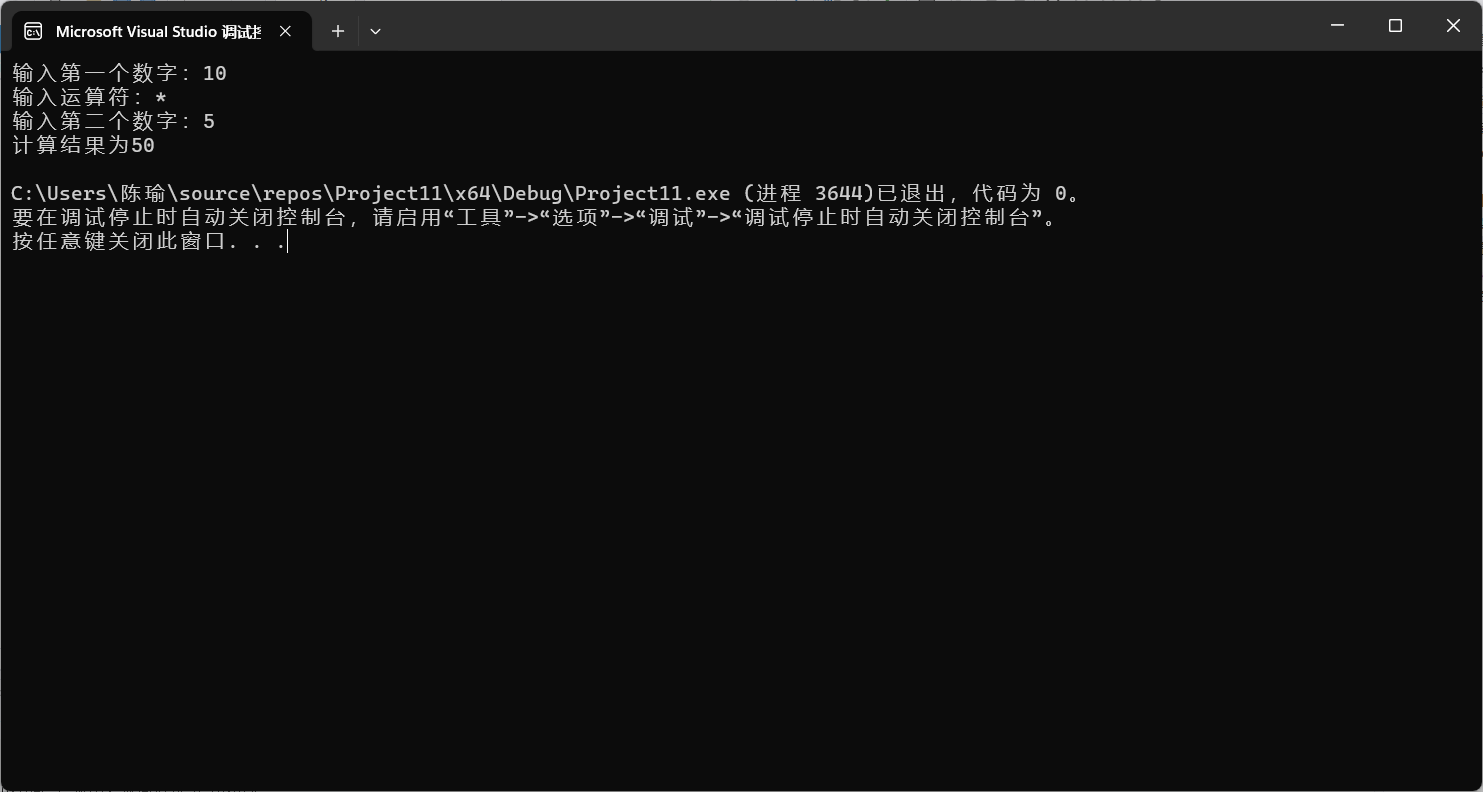 Microsoft Visual Studio 调试
输入第一个数字：10
输入运算符：*
输入第二个数字：5
计算结果为50
C:\Users\陈瑜\source\repos\Project11\x64\Debug\Project11.exe (进程 3644)已退出，代码为 0。
要在调试停止时自动关闭控制台，请启用“工具”->“选项”->“调试”->“调试停止时自动关闭控制台”。
按任意键关闭此窗口. . .